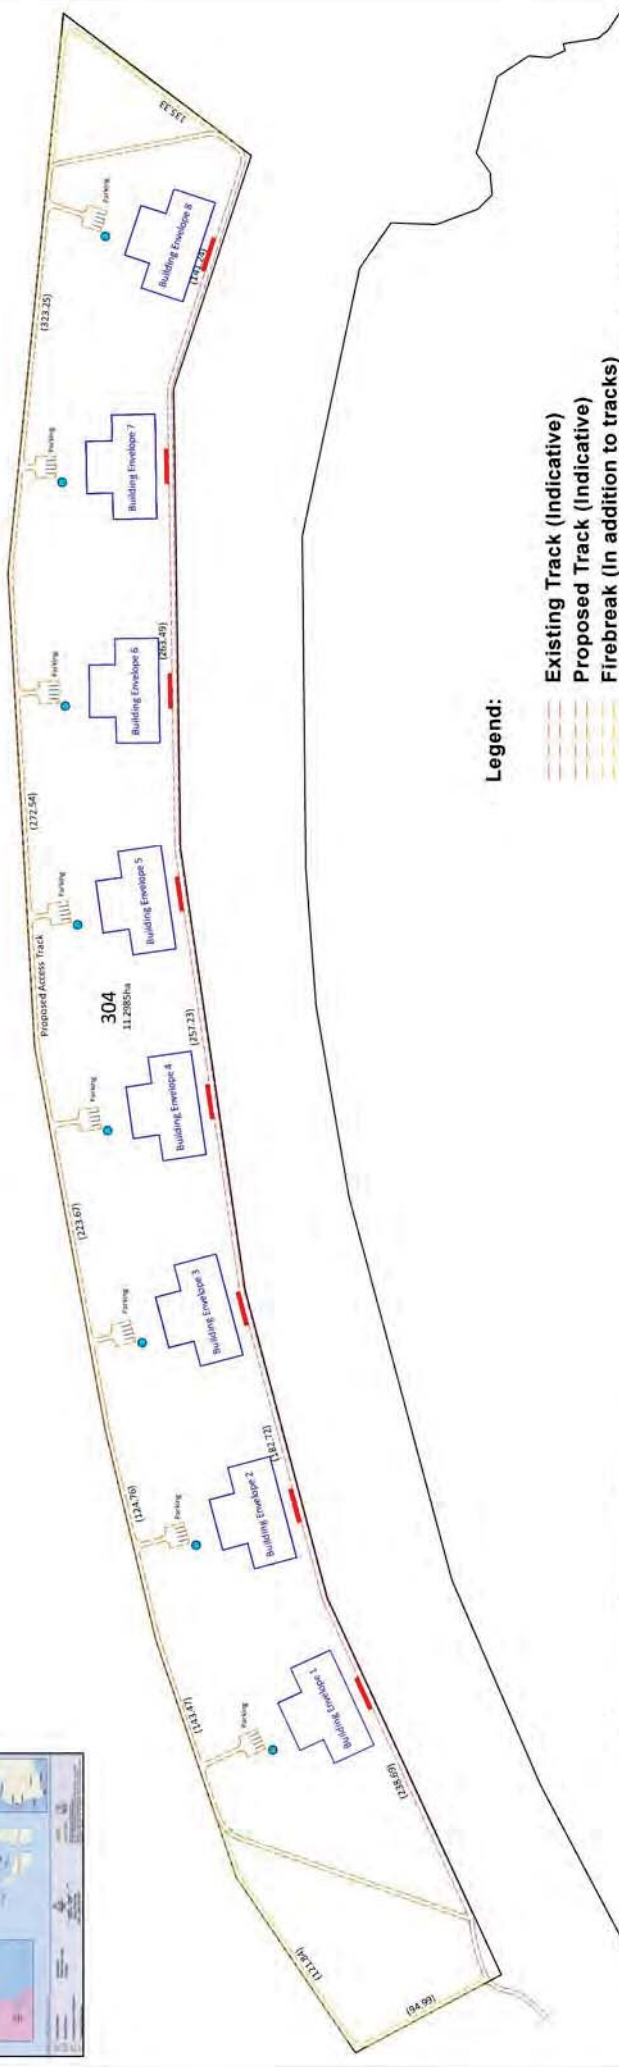 135.33
Parking
Building Envelope 8
(141.24)
(323.25)
Parking
Building Envelope 7
Parking
Building Envelope 6
(263.49)
(272.54)
Parking
Building Envelope 5
Proposed Access Track
304
11.2985ha
(257.23)
Parking
Building Envelope 4
(223.67)
Parking
Building Envelope 3
(182.72)
(124.76)
Parking
Building Envelope 2
(143.47)
Parking
Building Envelope 1
(238.69)
(121.84)
(94.99)
Legend:
Existing Track (Indicative)
Proposed Track (Indicative)
Firebreak (In addition to tracks)